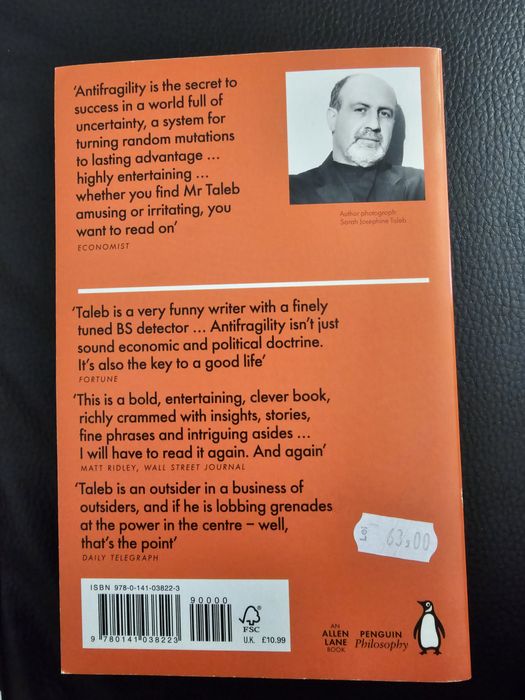 ‘Antifragility is the secret to
success in a world full of
uncertainty, a system for
turning random mutations
to lasting advantage ...
highly entertaining ...
whether you find Mr Taleb
amusing or irritating, you
want to read on’
ECONOMIST
Author photograph:
Sarah Josephine Taleb
‘Taleb is a very funny writer with a finely
tuned BS detector ... Antifragility isn’t just
sound economic and political doctrine.
It’s also the key to a good life’
FORTUNE
‘This is a bold, entertaining, clever book,
richly crammed with insights, stories,
fine phrases and intriguing asides ...
I will have to read it again. And again’
MATT RIDLEY, WALL STREET JOURNAL
‘Taleb is an outsider in a business of
outsiders, and if he is lobbing grenades
at the power in the centre – well,
that’s the point’
DAILY TELEGRAPH
Lei 63,00
ISBN 978-0-141-03822-3
90000
9 780141 038223
FSC
U.K. £10.99
AN
ALLEN
LANE
BOOK
PENGUIN
Philosophy